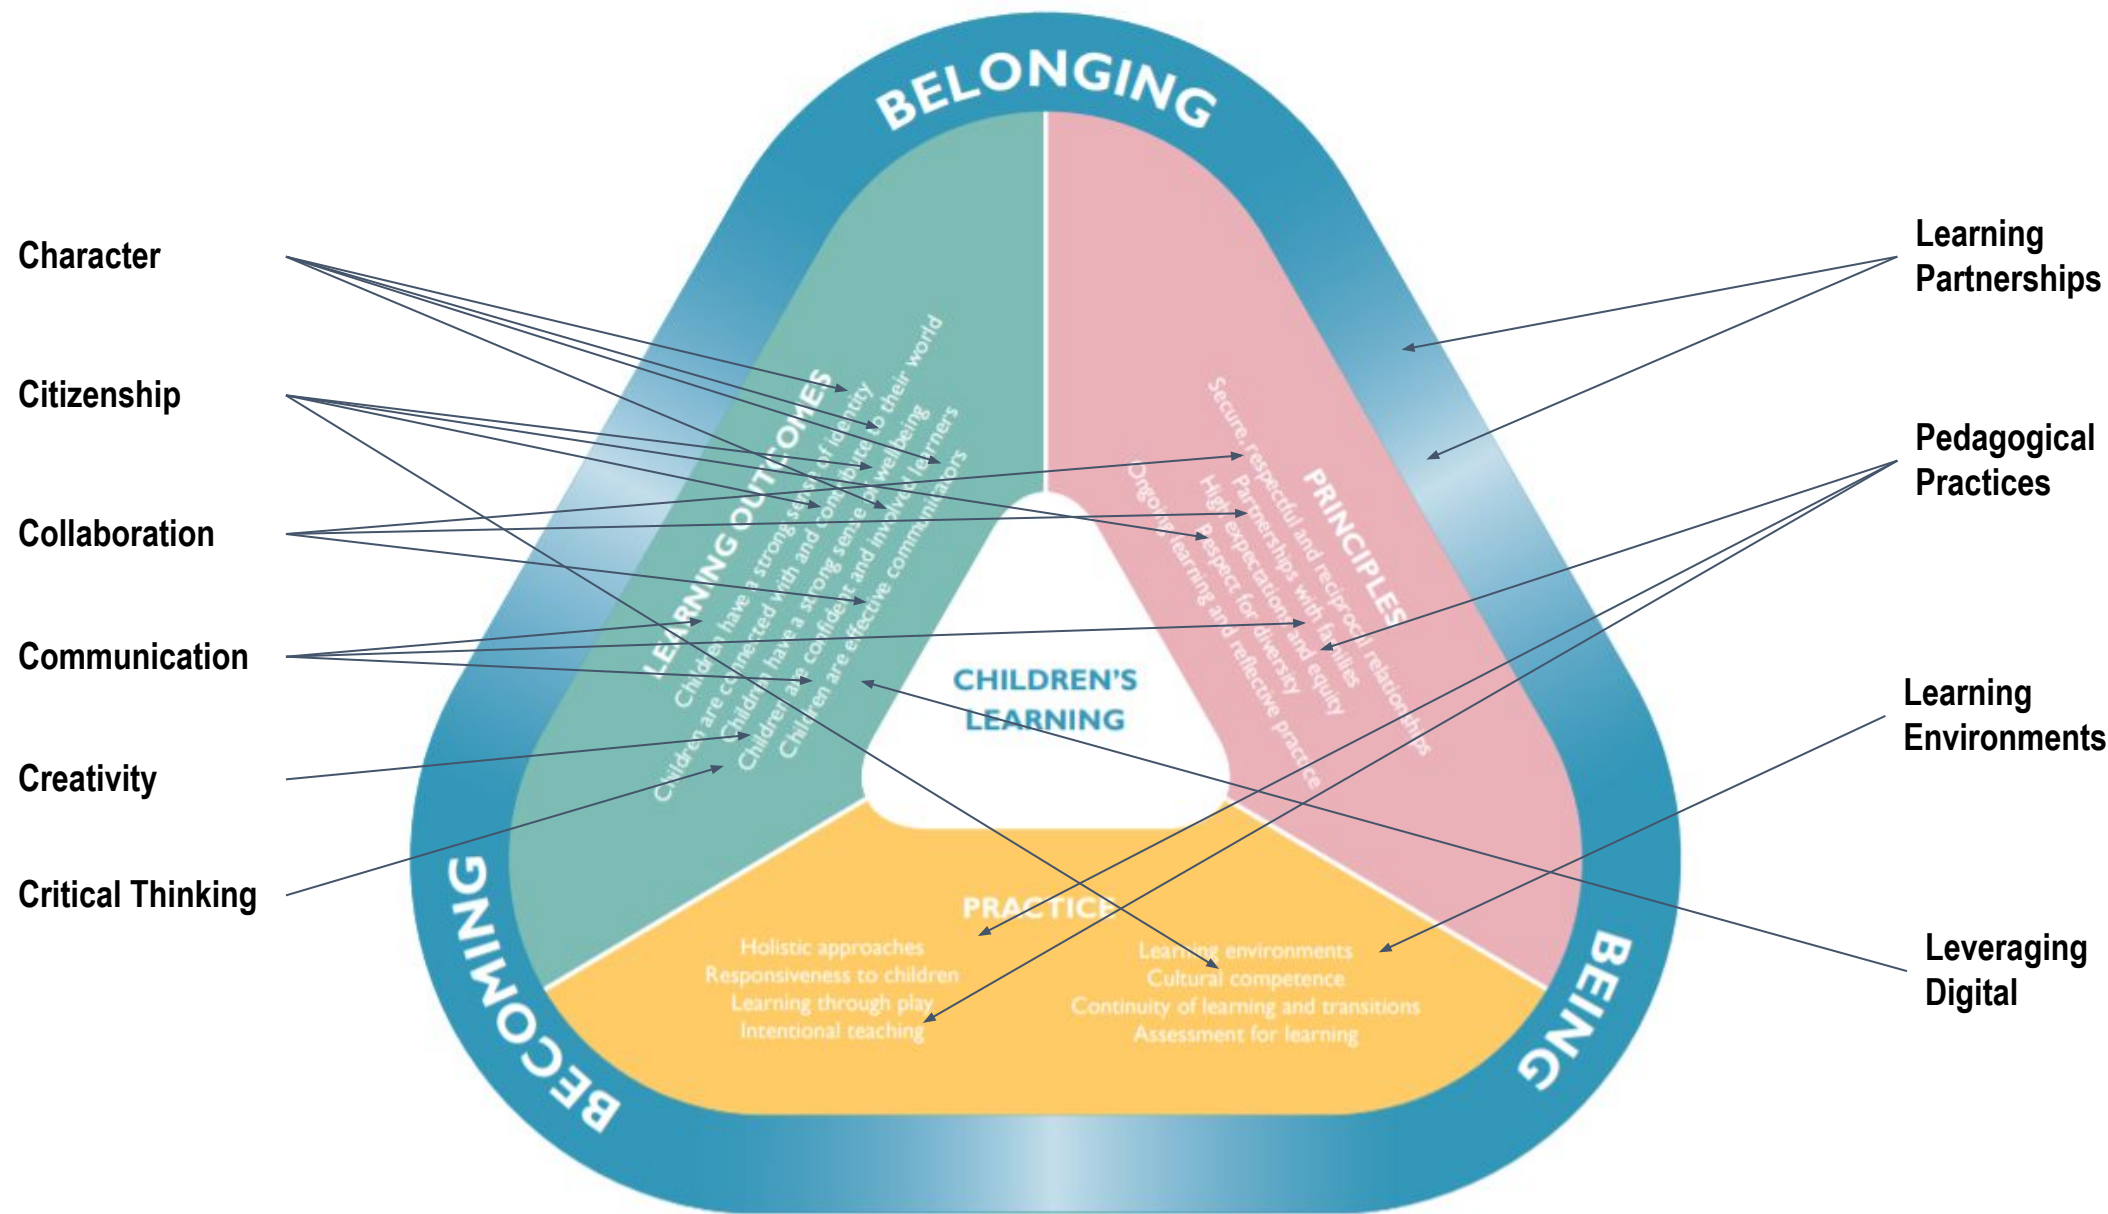 BELONGING
Character
Citizenship
Collaboration
Communication
Creativity
Critical Thinking
LEARNING OUTCOMES
Children have a strong sense of identity
Children are connected with and contribute to their world
Children have a strong sense of wellbeing
Children are confident and involved learners
Children are effective communicators
PRINCIPLES
Secure, respectful and reciprocal relationships
Partnerships with families
High expectations and equity
Respect for diversity
Ongoing learning and reflective practice
CHILDREN'S
LEARNING
PRACTICE
Holistic approaches
Responsiveness to children
Learning through play
Intentional teaching
Learning environments
Cultural competence
Continuity of learning and transitions
Assessment for learning
BECOMING
BEING
Learning
Partnerships
Pedagogical
Practices
Learning
Environments
Leveraging
Digital